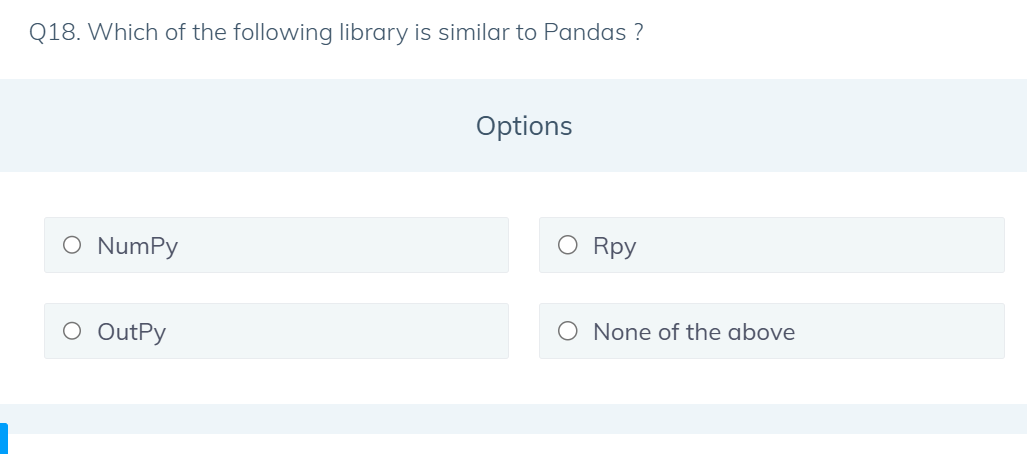 Q18. Which of the following library is similar to Pandas ?
Options
NumPy
Rpy
OutPy
None of the above